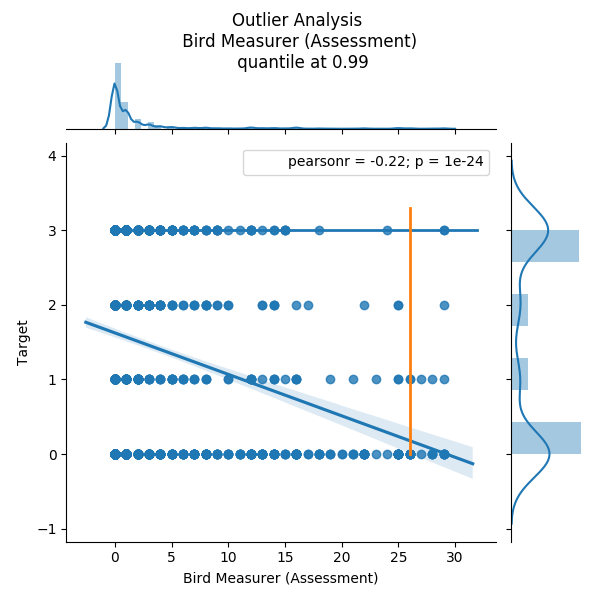 Outlier Analysis
Bird Measurer (Assessment)
quantile at 0.99
pearsonr = -0.22; p = 1e-24
4
3
2
1
0
−1
Target
0 5 10 15 20 25 30
Bird Measurer (Assessment)